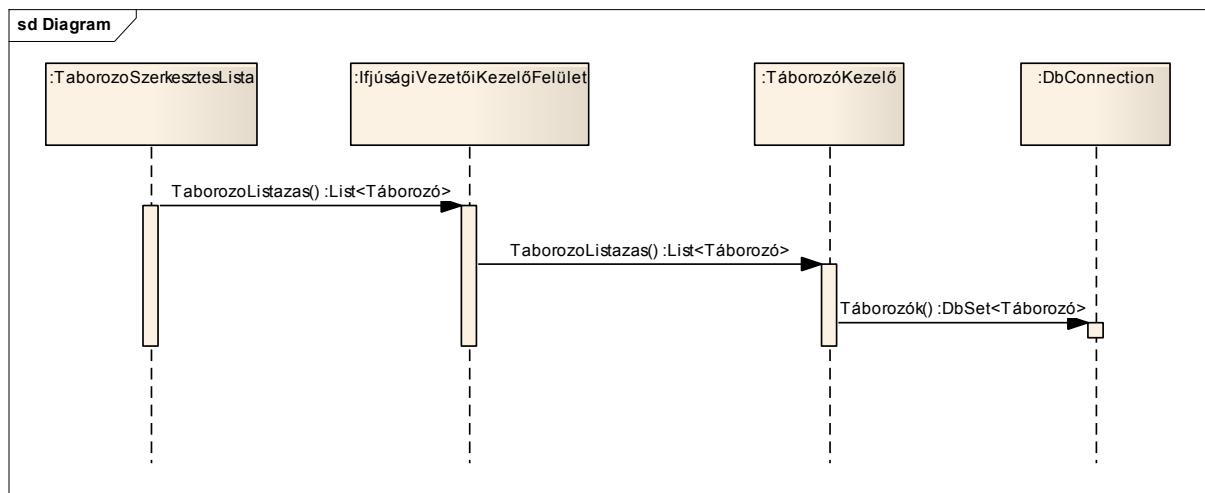 sd Diagram
:TaborozoSzerkesztesLista
:IfjúságiVezetőiKezelőFelület
:TáborozóKezelő
:DbConnection
TaborozoListazas() :List<Táborozó>
TaborozoListazas() :List<Táborozó>
Táborozók() :DbSet<Táborozó>